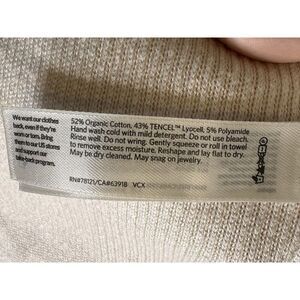 We want our clothes
back, even if they're
worn or torn. Bring
them to our US stores
and support our
take-back program.
52% Organic Cotton, 43% TENCEL™ Lyocell, 5% Polyamide
Hand wash cold with mild detergent. Do not use bleach.
Rinse well. Do not wring. Gently squeeze or roll in towel
to remove excess moisture. Reshape and lay flat to dry.
May be dry cleaned. May snag on jewelry.
RN#78121/CA#63918 VCX